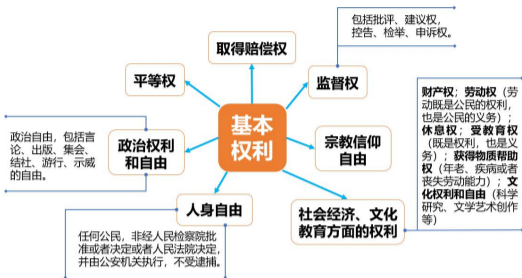 包括批评、建议权，
控告、检举、申诉权。
取得赔偿权
平等权
监督权
基本
权利
政治自由，包括言
论、出版、集会、
结社、游行、示威
的自由。
政治权利
和自由
宗教信仰
自由
财产权；劳动权（劳
动既是公民的权利，
也是公民的义务）；
休息权；受教育权
（既是权利，也是义
务）；获得物质帮助
权（年老、疾病或者
丧失劳动能力）；文
化权利和自由（科学
研究、文学艺术创作
等）
人身自由
社会经济、文化
教育方面的权利
任何公民，非经人民检察院批
准或者决定或者人民法院决定，
并由公安机关执行，不受逮捕。